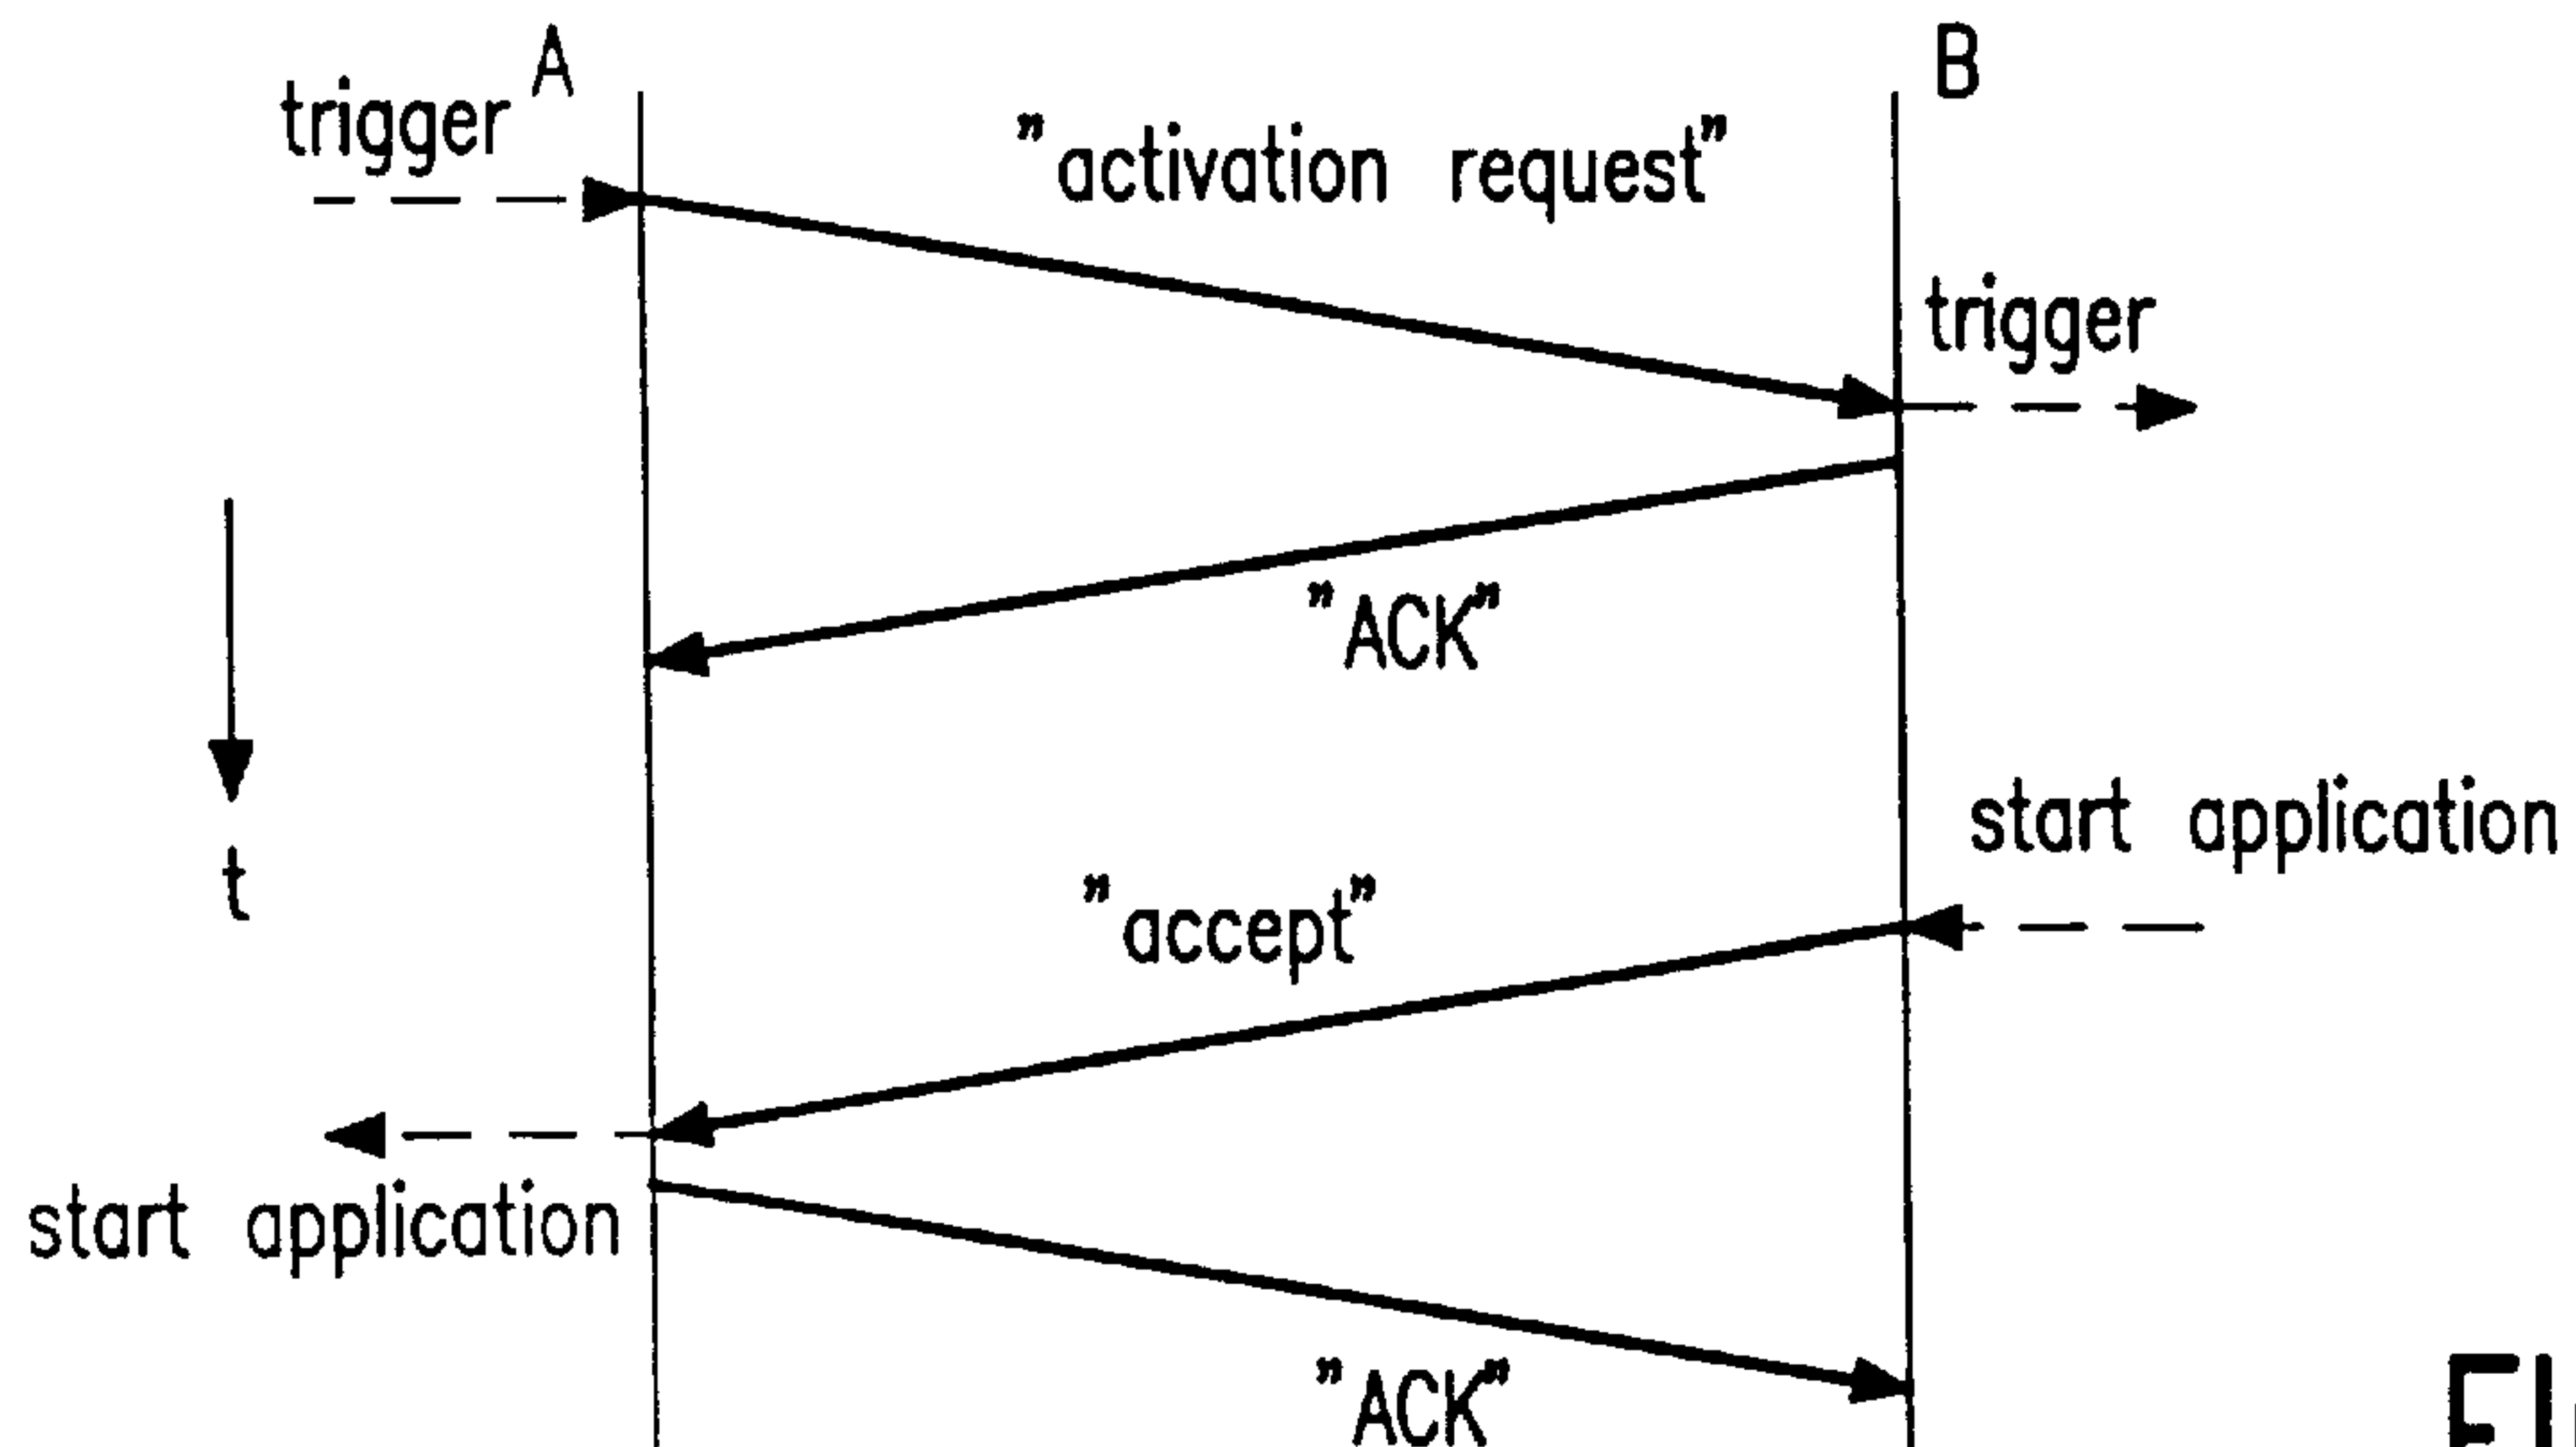 A
B
trigger
”activation request”
trigger
”ACK”
start application
t
”accept”
start application
”ACK”